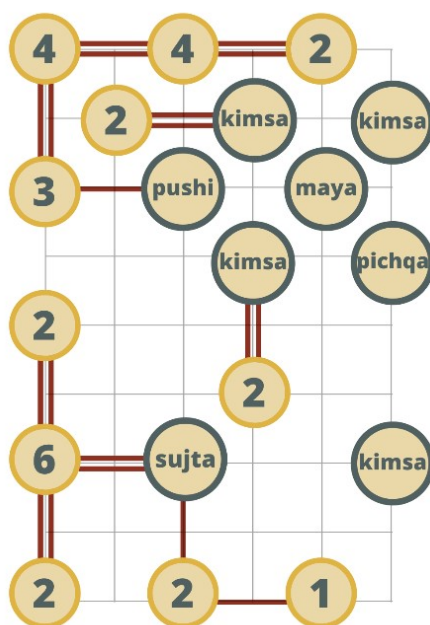 4 4 2
2 kimsa kimsa
3 pushi maya
kimsa pichqa
2
2
6 sujta kimsa
2 2 1